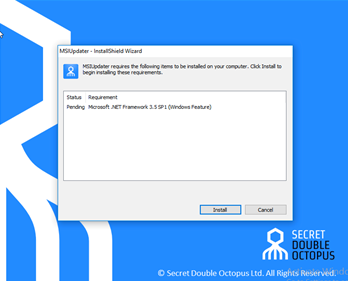 MSIUpdater - InstallShield Wizard
MSIUpdater requires the following items to be installed on your computer. Click Install to
begin installing these requirements.
Status Requirement
Pending Microsoft .NET Framework 3.5 SP1 (Windows Feature)
Install Cancel
SECRET
DOUBLE
OCTOPUS
© Secret Double Octopus Ltd. All Rights Reserved.